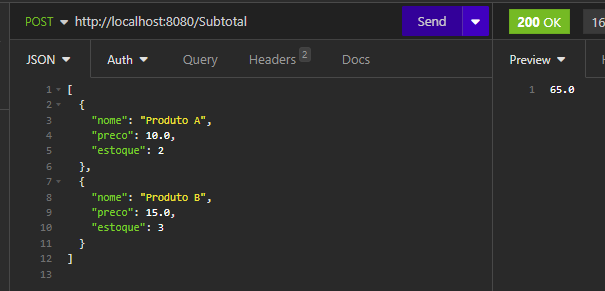 POST http://localhost:8080/Subtotal Send 200 OK 16
JSON Auth Query Headers 2 Docs Preview
1 [
2 {
3 "nome": "Produto A",
4 "preco": 10.0,
5 "estoque": 2
6 },
7 {
8 "nome": "Produto B",
9 "preco": 15.0,
10 "estoque": 3
11 }
12 ]
13
1 65.0